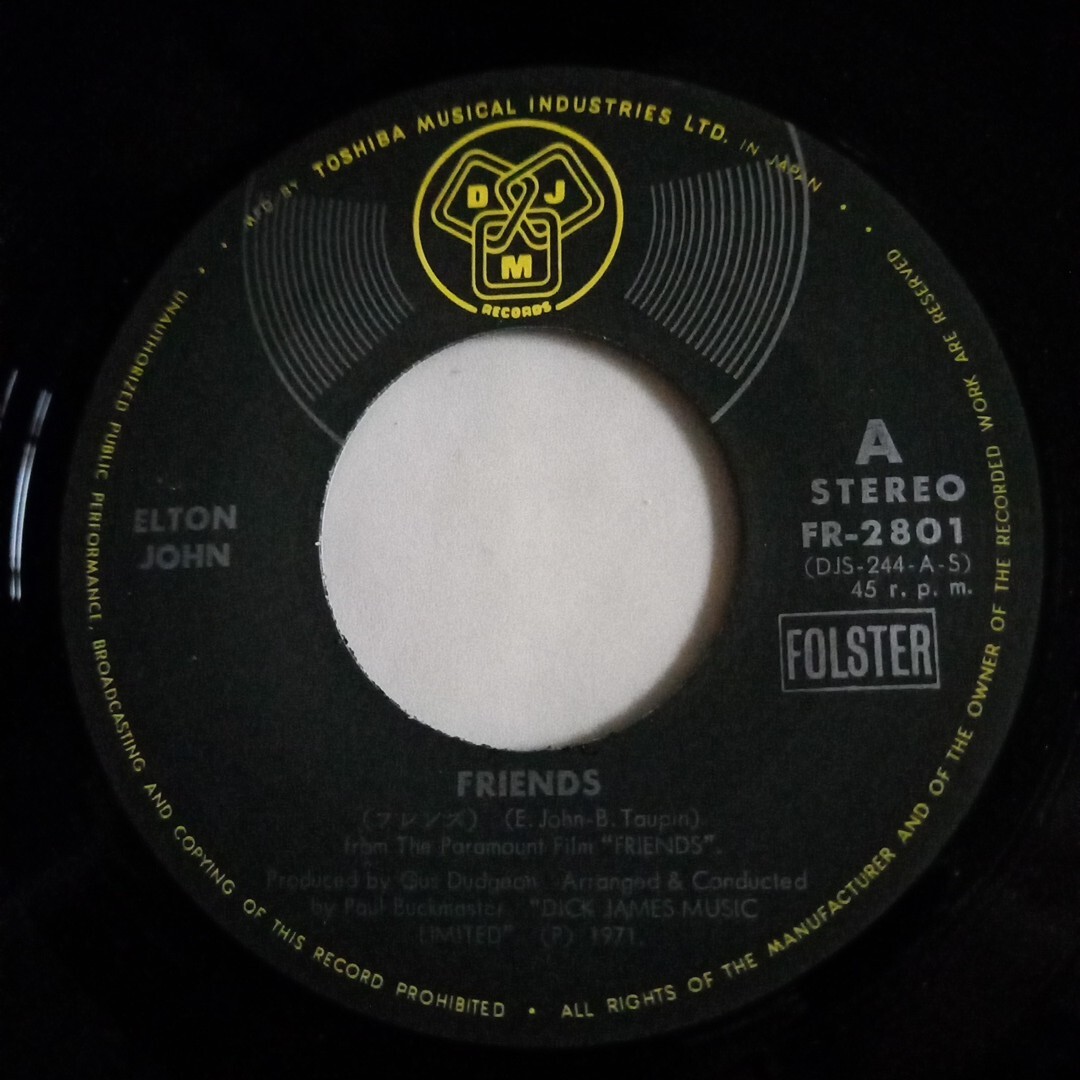 MFD BY TOSHIBA MUSICAL INDUSTRIES LTD. IN JAPAN
D J
M
RECORDS
A
STEREO
FR-2801
(DJS-244-A-S)
45 r. p. m.
FOLSTER
ELTON
JOHN
FRIENDS
(フレンズ) (E. John-B. Taupin)
from The Paramount Film "FRIENDS".
Produced by Gus Dudgeon Arranged & Conducted
by Paul Buckmaster "DICK JAMES MUSIC
LIMITED" (P) 1971.
UNAUTHORIZED PUBLIC PERFORMANCE, BROADCASTING AND COPYING OF THIS RECORD PROHIBITED • ALL RIGHTS OF THE MANUFACTURER AND OF THE OWNER OF THE RECORDED WORK ARE RESERVED